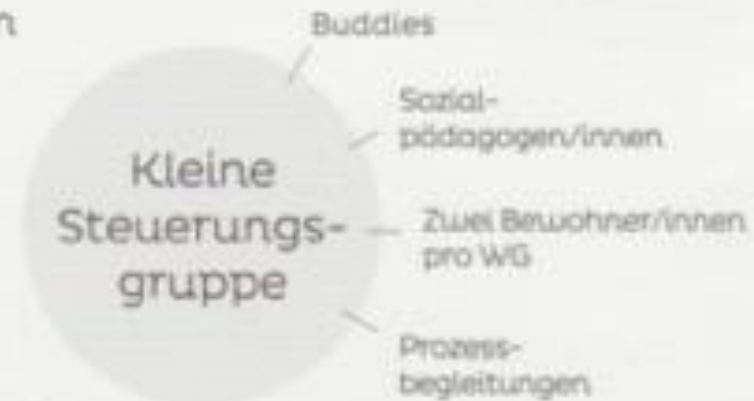 n
Buddies
Kleine
Steuerungs-
gruppe
Sozial-
pädagogen/innen
Zwei Bewohner/innen
pro WG
Prozess-
begleitungen